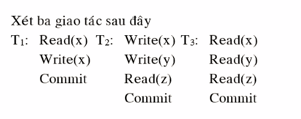 Xét ba giao tác sau đây
T1: Read(x) T2: Write(x) T3: Read(x)
Write(x) Write(y) Read(y)
Commit Read(z) Read(z)
Commit Commit